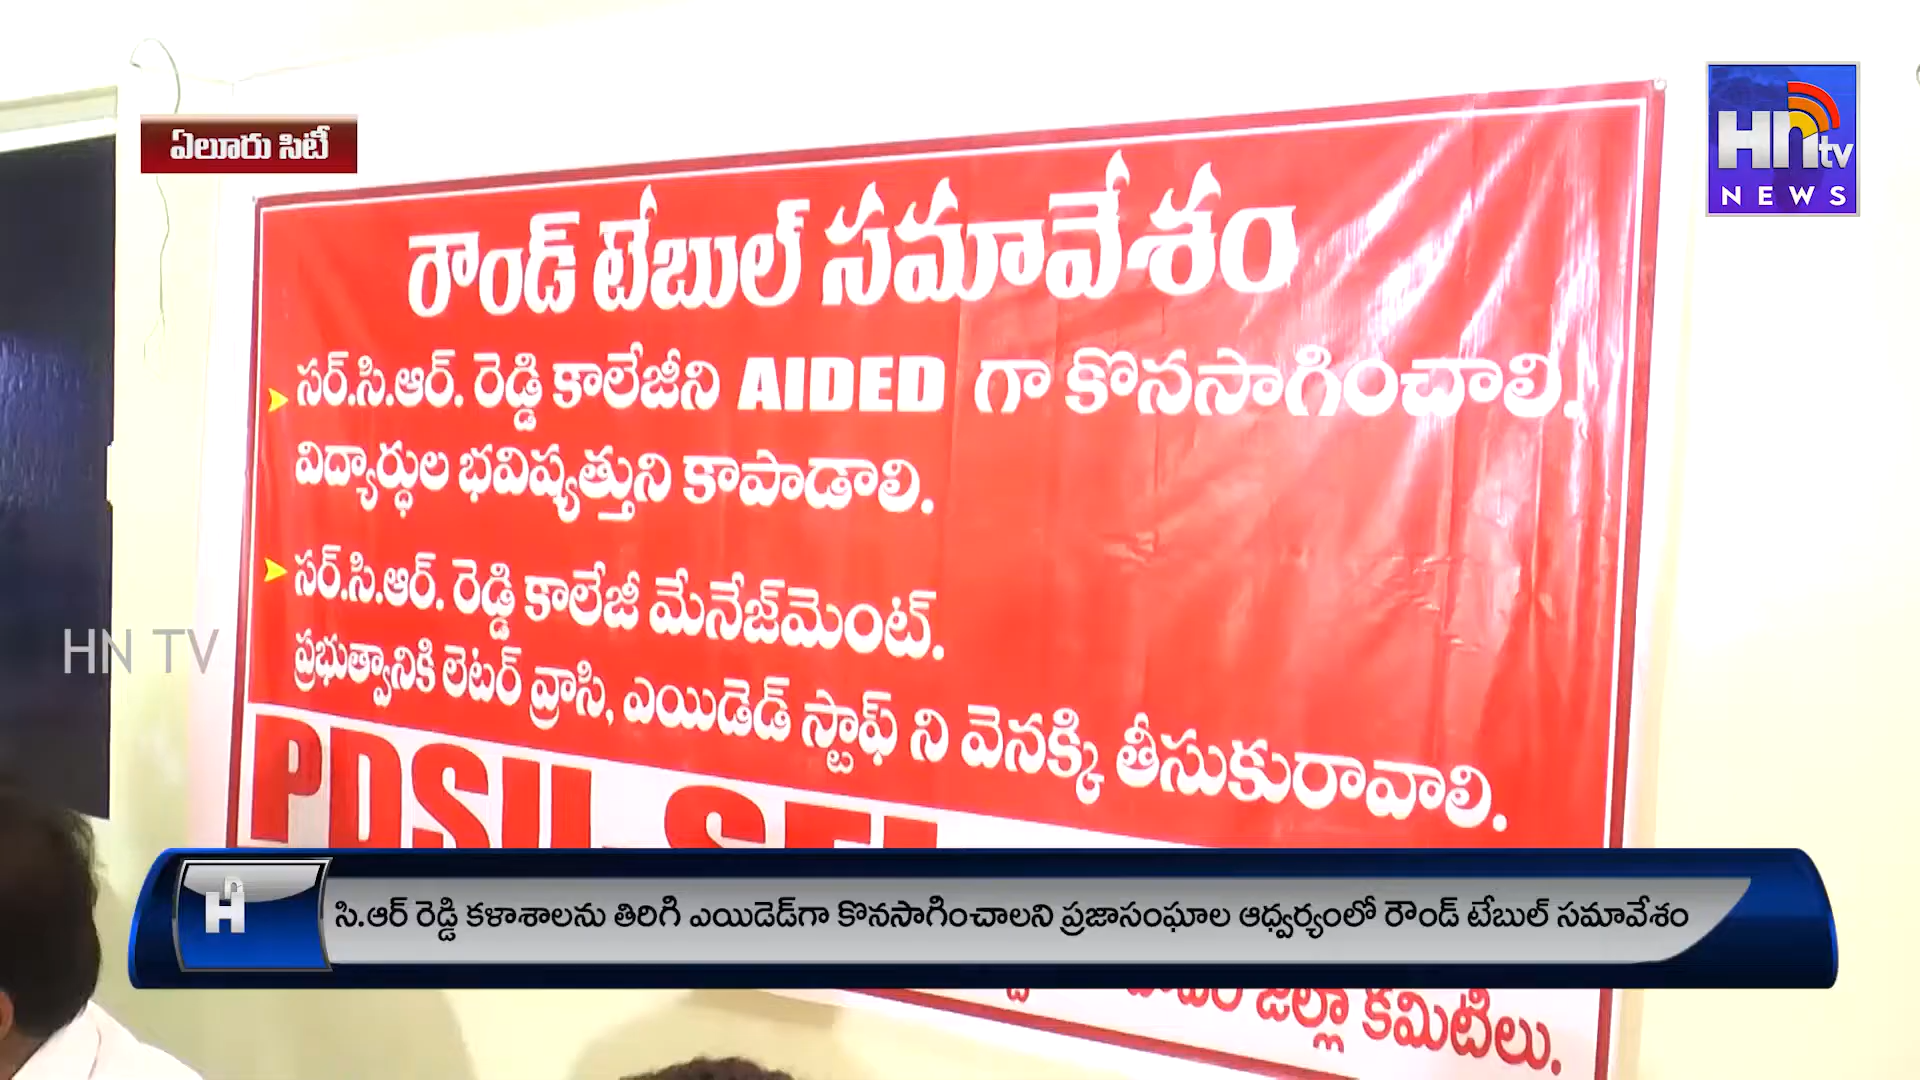 ఏలూరు సిటీ
HN tv
NEWS
రౌండ్ టేబుల్ సమావేశం
సర్.సి.ఆర్. రెడ్డి కాలేజీని AIDED గా కొనసాగించాలి.
విద్యార్ధుల భవిష్యత్తుని కాపాడాలి.
సర్.సి.ఆర్. రెడ్డి కాలేజీ మేనేజ్‌మెంట్.
ప్రభుత్వానికి లెటర్ వ్రాసి, ఎయిడెడ్ స్టాఫ్ ని వెనక్కి తీసుకురావాలి.
HN TV
PDSU
H
సి.ఆర్ రెడ్డి కళాశాలను తిరిగి ఎయిడెడ్‌గా కొనసాగించాలని ప్రజాసంఘాల ఆధ్వర్యంలో రౌండ్ టేబుల్ సమావేశం
జిల్లా కమిటీలు.